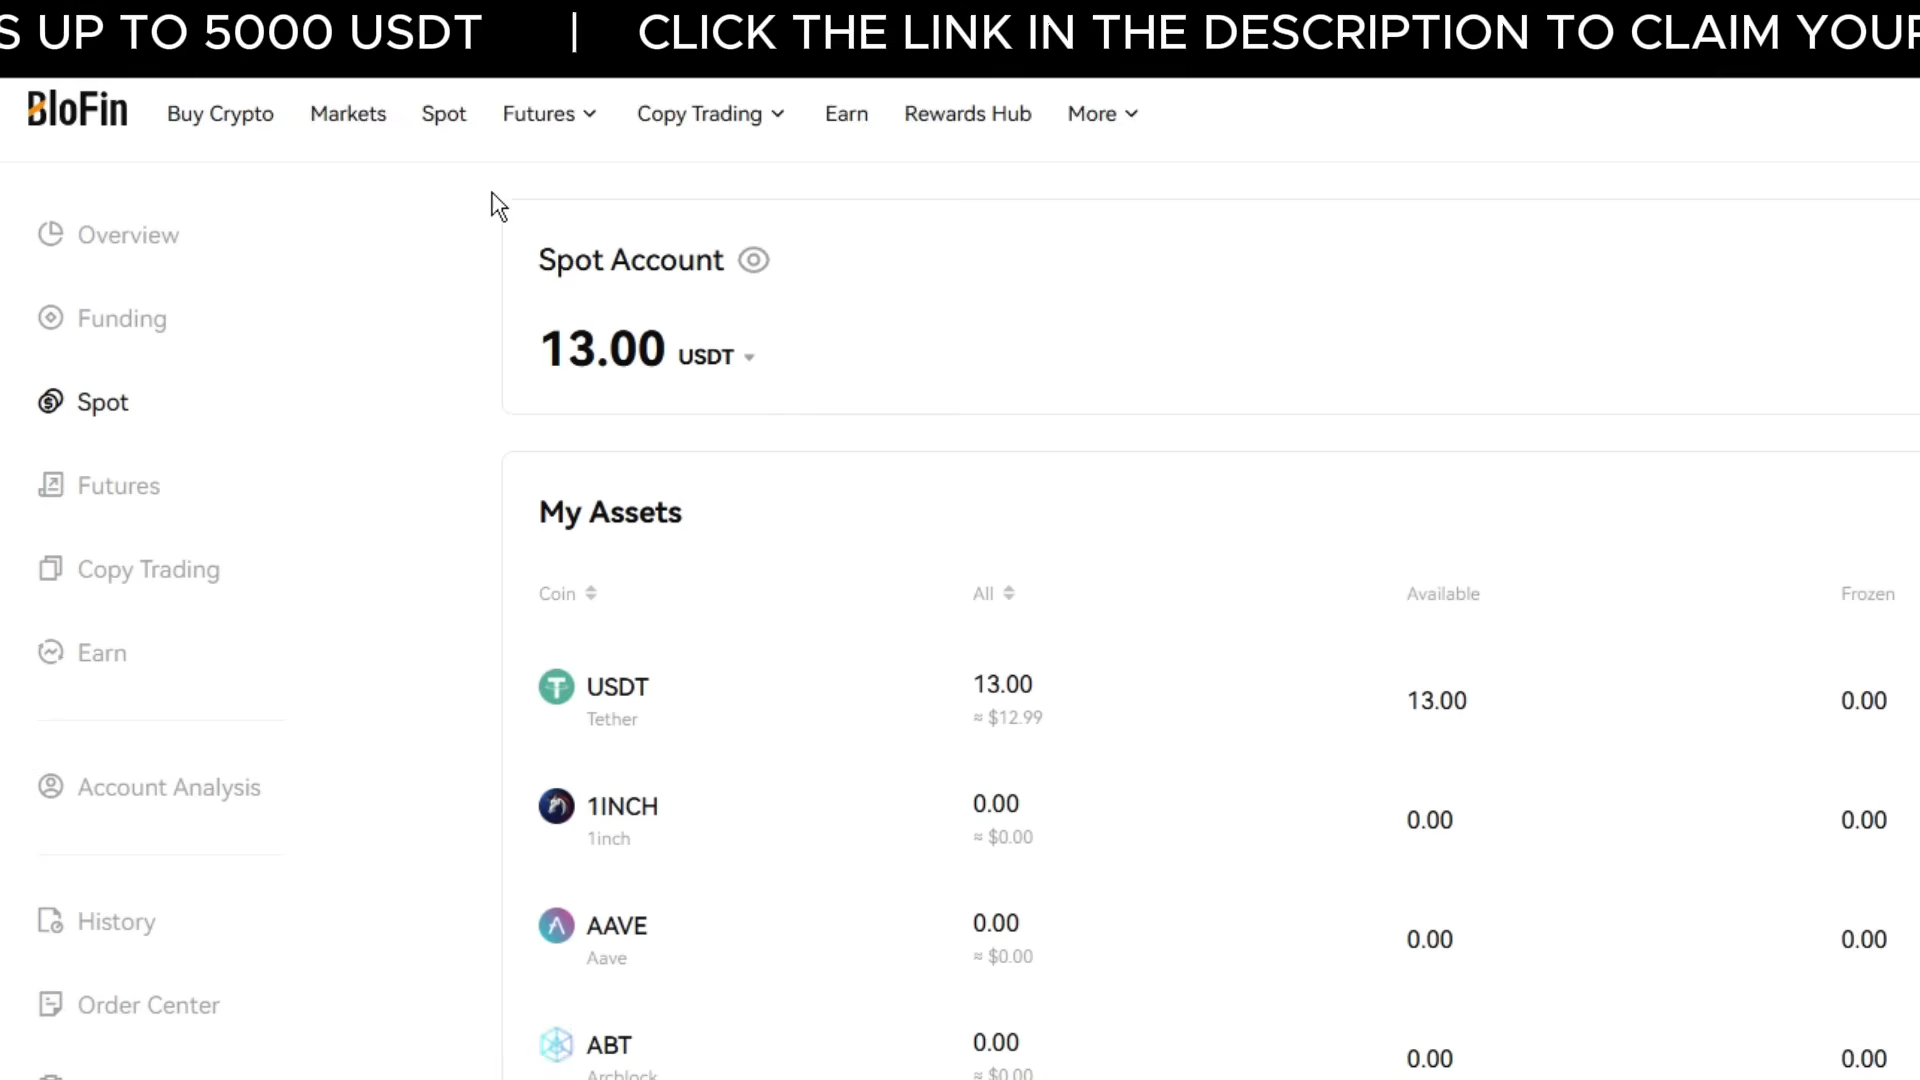 S UP TO 5000 USDT | CLICK THE LINK IN THE DESCRIPTION TO CLAIM YOUR
BloFin Buy Crypto Markets Spot Futures Copy Trading Earn Rewards Hub More
Overview
Funding
Spot
Futures
Copy Trading
Earn
Account Analysis
History
Order Center
Spot Account
13.00 USDT
My Assets
Coin All Available Frozen
USDT 13.00 13.00 0.00
Tether ≈ $12.99
1INCH 0.00 0.00 0.00
1inch ≈ $0.00
AAVE 0.00 0.00 0.00
Aave ≈ $0.00
ABT 0.00 0.00 0.00
Arcblock ≈ $0.00